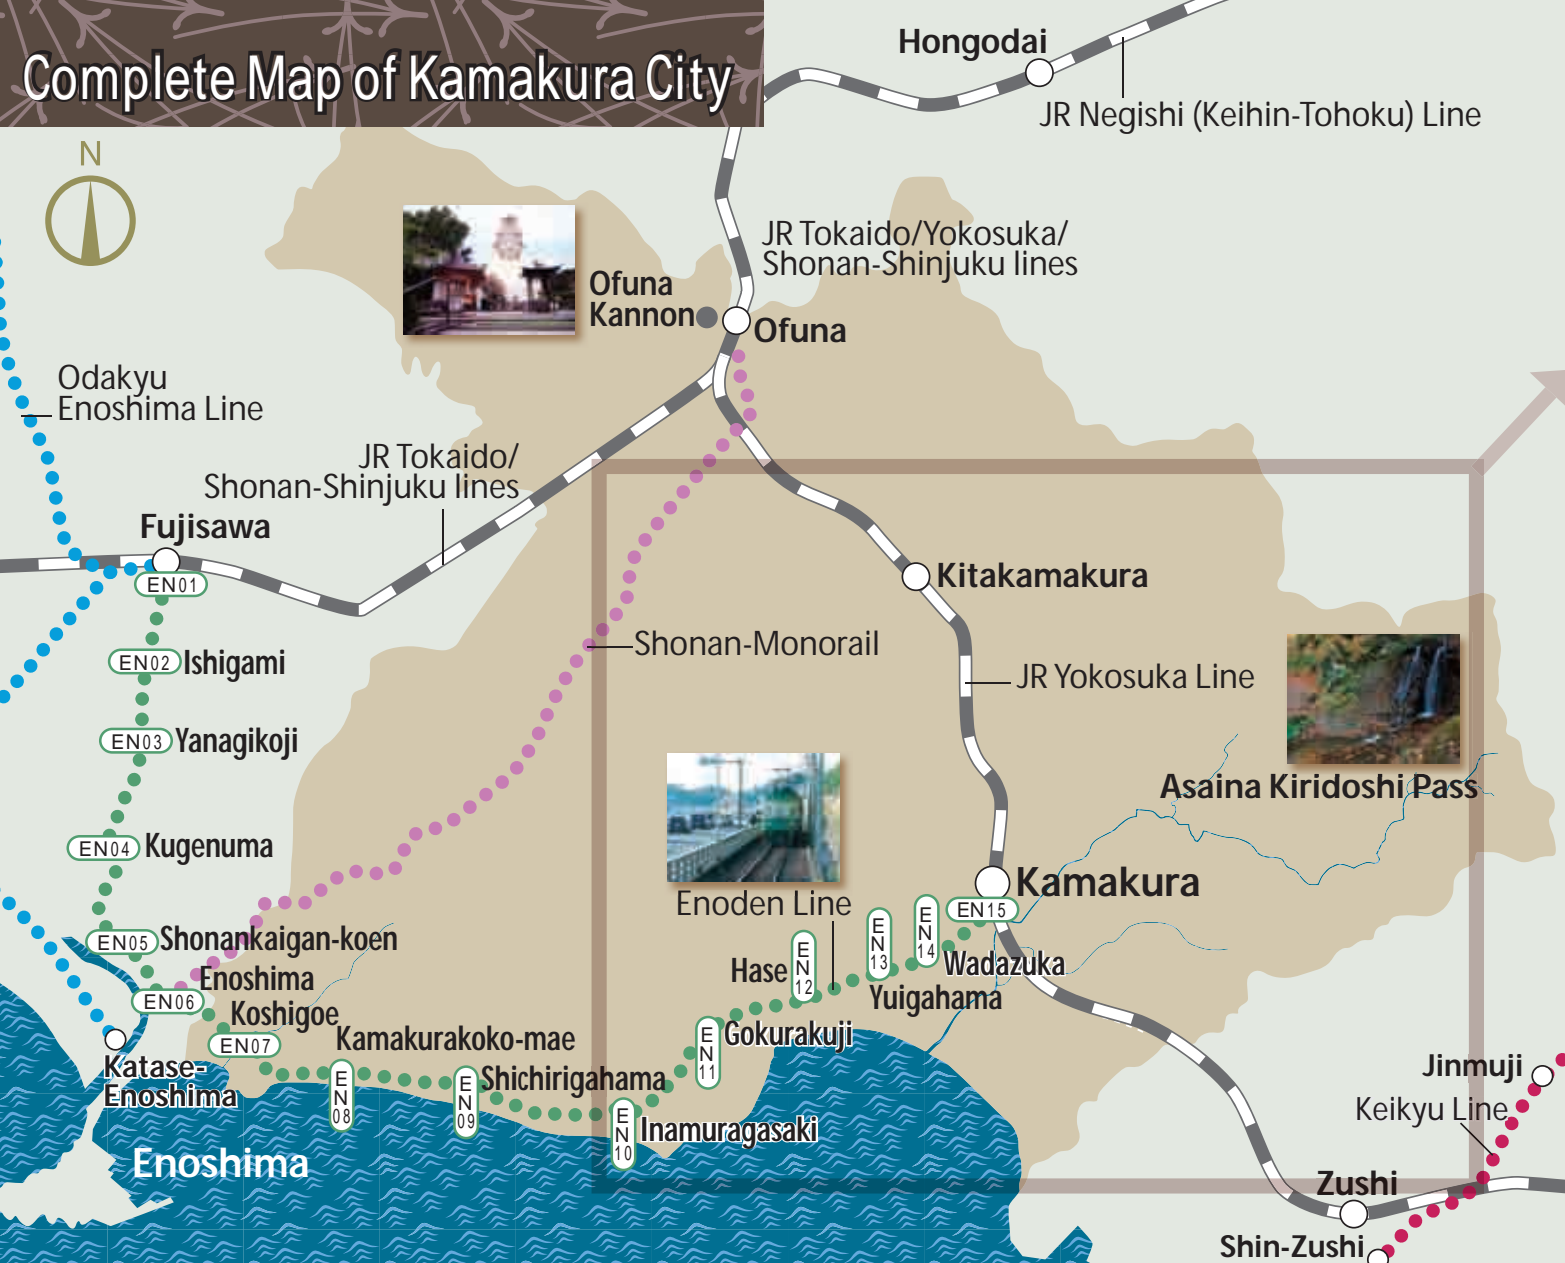 Complete Map of Kamakura City
Hongodai
JR Negishi (Keihin-Tohoku) Line
N
JR Tokaido/Yokosuka/
Shonan-Shinjuku lines
Ofuna
Kannon
Ofuna
Odakyu
Enoshima Line
JR Tokaido/
Shonan-Shinjuku lines
Fujisawa
EN01
Kitakamakura
Shonan-Monorail
EN02
Ishigami
JR Yokosuka Line
EN03
Yanagikoji
Asaina Kiridoshi Pass
EN04
Kugenuma
Kamakura
EN15
Enoden Line
EN14
EN13
EN12
Hase
Wadazuka
Yuigahama
EN05
Shonankaigan-koen
Enoshima
EN06
Koshigoe
EN07
Kamakurakoko-mae
EN08
Shichirigahama
EN09
Gokurakuji
EN11
Inamuragasaki
EN10
Katase-
Enoshima
Enoshima
Jinmuji
Keikyu Line
Zushi
Shin-Zushi